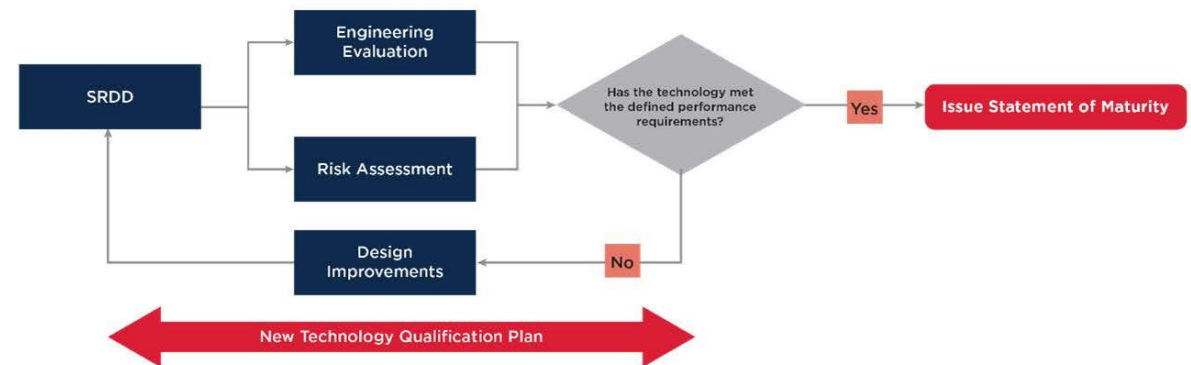 Engineering
Evaluation
SRDD
Has the technology met
the defined performance
requirements?
Yes
Issue Statement of Maturity
Risk Assessment
Design
Improvements
No
New Technology Qualification Plan